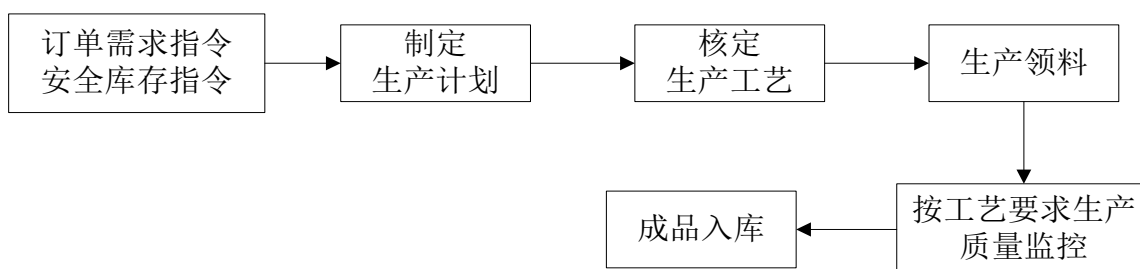 订单需求指令
安全库存指令
制定
生产计划
核定
生产工艺
生产领料
按工艺要求生产
质量监控
成品入库